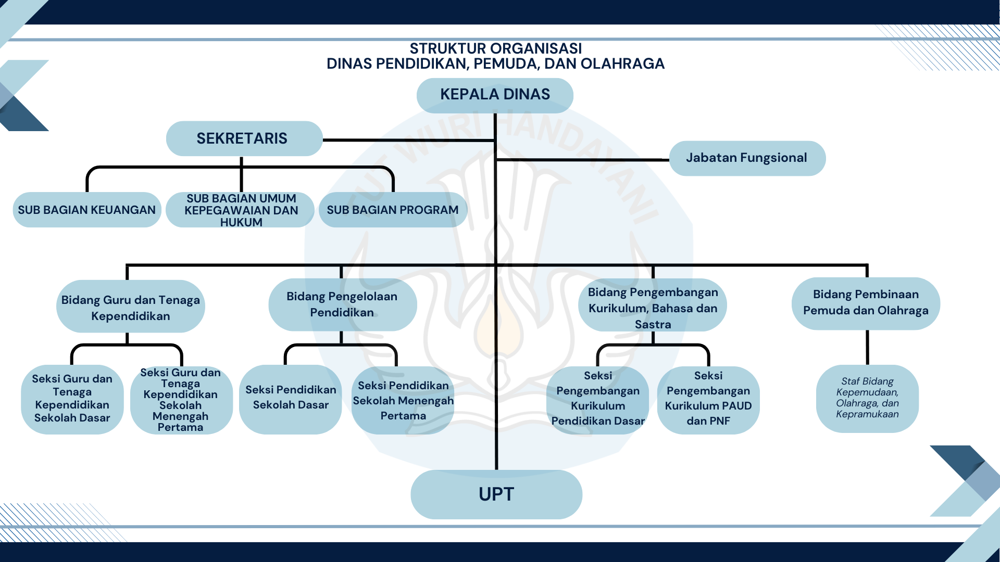 STRUKTUR ORGANISASI
DINAS PENDIDIKAN, PEMUDA, DAN OLAHRAGA
KEPALA DINAS
TUT WURI HANDAYANI
SEKRETARIS
Jabatan Fungsional
SUB BAGIAN KEUANGAN
SUB BAGIAN UMUM
KEPEGAWAIAN DAN
HUKUM
SUB BAGIAN PROGRAM
Bidang Guru dan Tenaga
Kependidikan
Bidang Pengelolaan
Pendidikan
Bidang Pengembangan
Kurikulum, Bahasa dan
Sastra
Bidang Pembinaan
Pemuda dan Olahraga
Seksi Guru dan
Tenaga
Kependidikan
Sekolah Dasar
Seksi Guru dan
Tenaga
Kependidikan
Sekolah
Menengah
Pertama
Seksi Pendidikan
Sekolah Dasar
Seksi Pendidikan
Sekolah Menengah
Pertama
Seksi
Pengembangan
Kurikulum
Pendidikan Dasar
Seksi
Pengembangan
Kurikulum PAUD
dan PNF
Staf Bidang
Kepemudaan,
Olahraga, dan
Kepramukaan
UPT